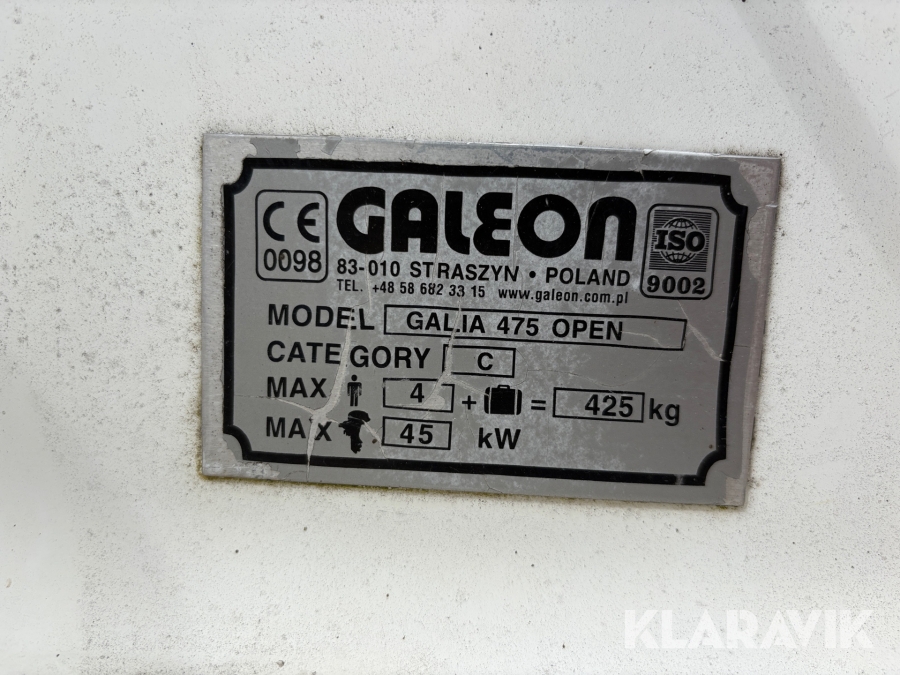 CE 0098
GALEON
ISO 9002
83-010 STRASZYN • POLAND
TEL. +48 58 682 33 15 www.galeon.com.pl
MODEL GALIA 475 OPEN
CATEGORY C
MAX 4 + = 425 kg
MAX 45 kW
KLARAVIK